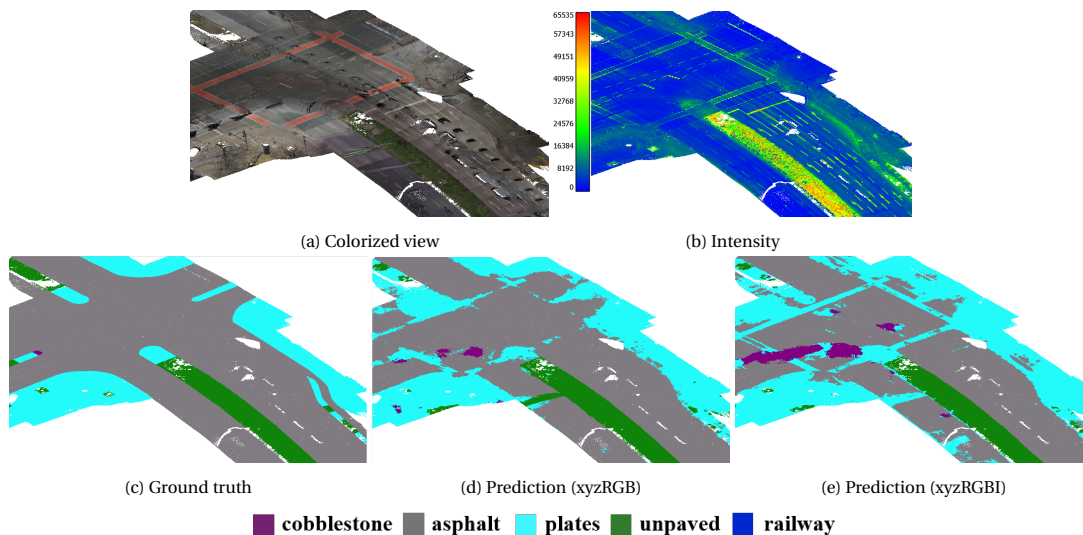 65535
57343
49151
40959
32768
24576
16384
8192
0
(a) Colorized view
(b) Intensity
(c) Ground truth
(d) Prediction (xyzRGB)
(e) Prediction (xyzRGBI)
cobblestone asphalt plates unpaved railway